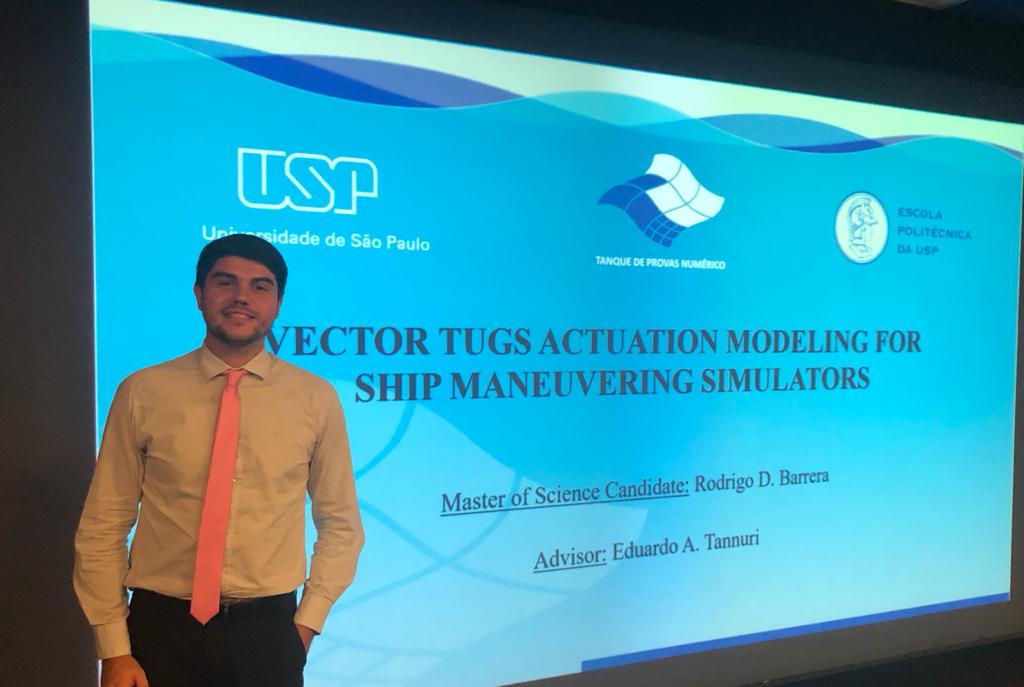 USP
Universidade de São Paulo
TANQUE DE PROVAS NUMÉRICO
ESCOLA
POLITÉCNICA
DA USP
VECTOR TUGS ACTUATION MODELING FOR
SHIP MANEUVERING SIMULATORS
Master of Science Candidate: Rodrigo D. Barrera
Advisor: Eduardo A. Tannuri